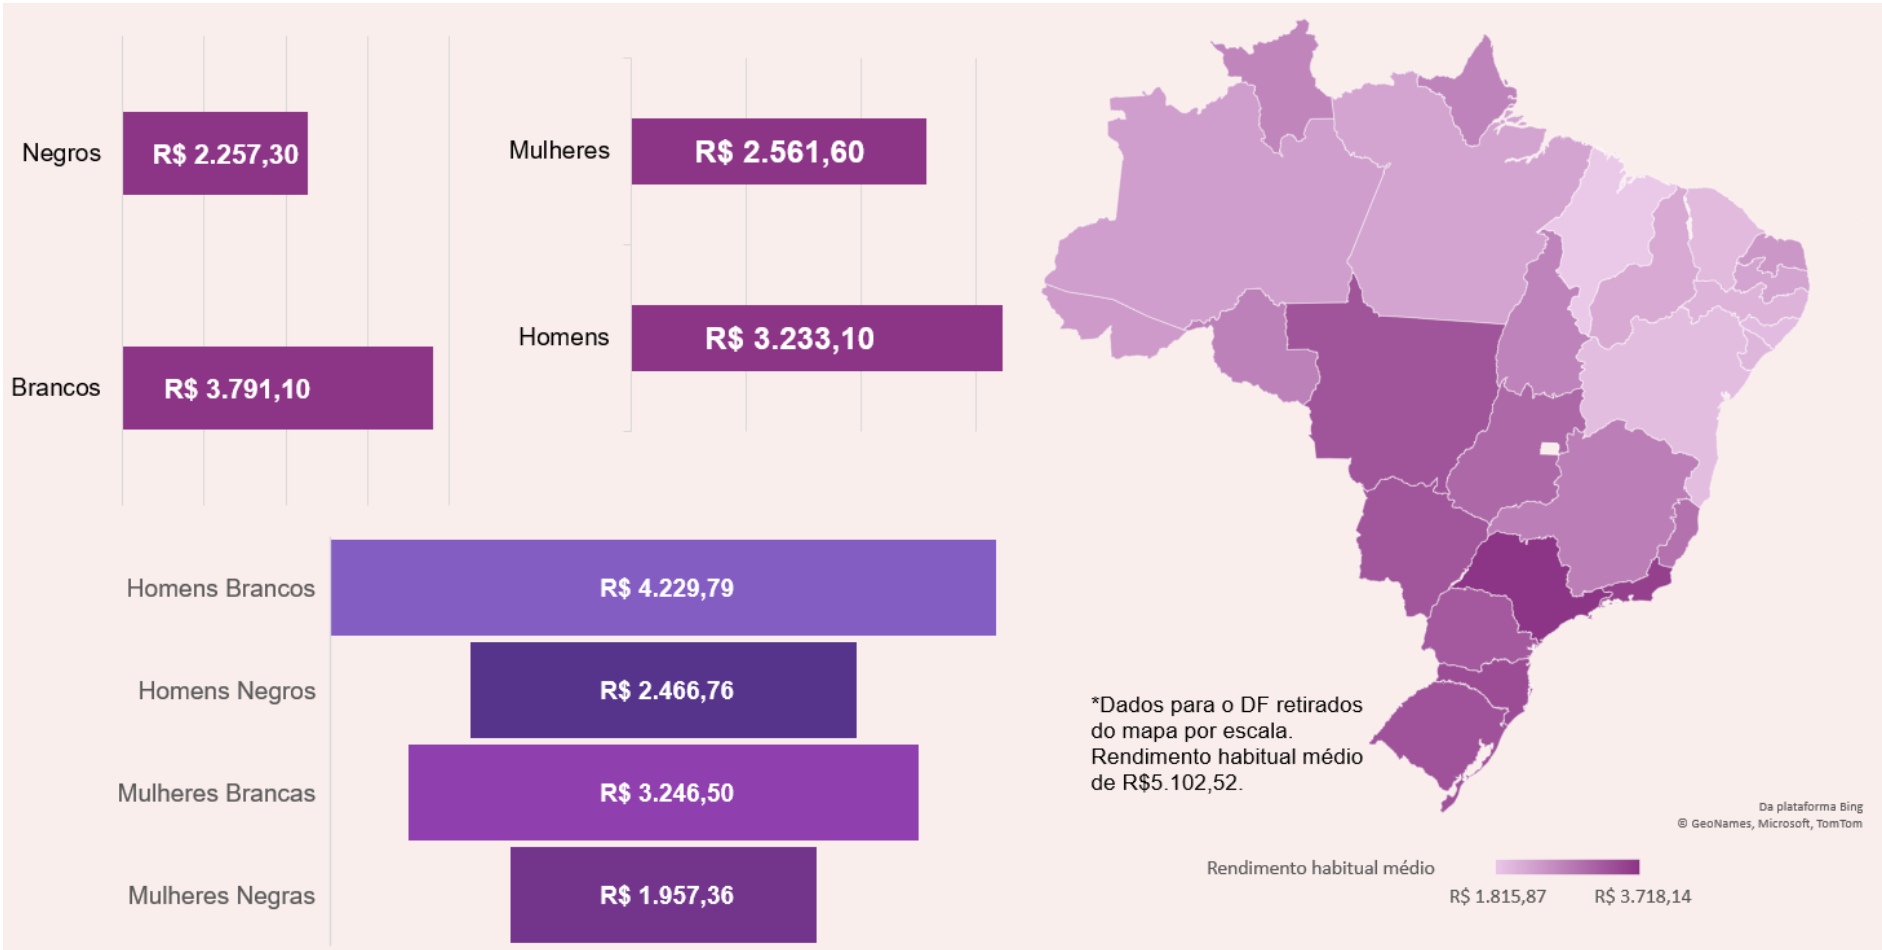 Negros
R$ 2.257,30
Brancos
R$ 3.791,10
Mulheres
R$ 2.561,60
Homens
R$ 3.233,10
Homens Brancos
R$ 4.229,79
Homens Negros
R$ 2.466,76
Mulheres Brancas
R$ 3.246,50
Mulheres Negras
R$ 1.957,36
*Dados para o DF retirados
do mapa por escala.
Rendimento habitual médio
de R$5.102,52.
Da plataforma Bing
© GeoNames, Microsoft, TomTom
Rendimento habitual médio
R$ 1.815,87
R$ 3.718,14